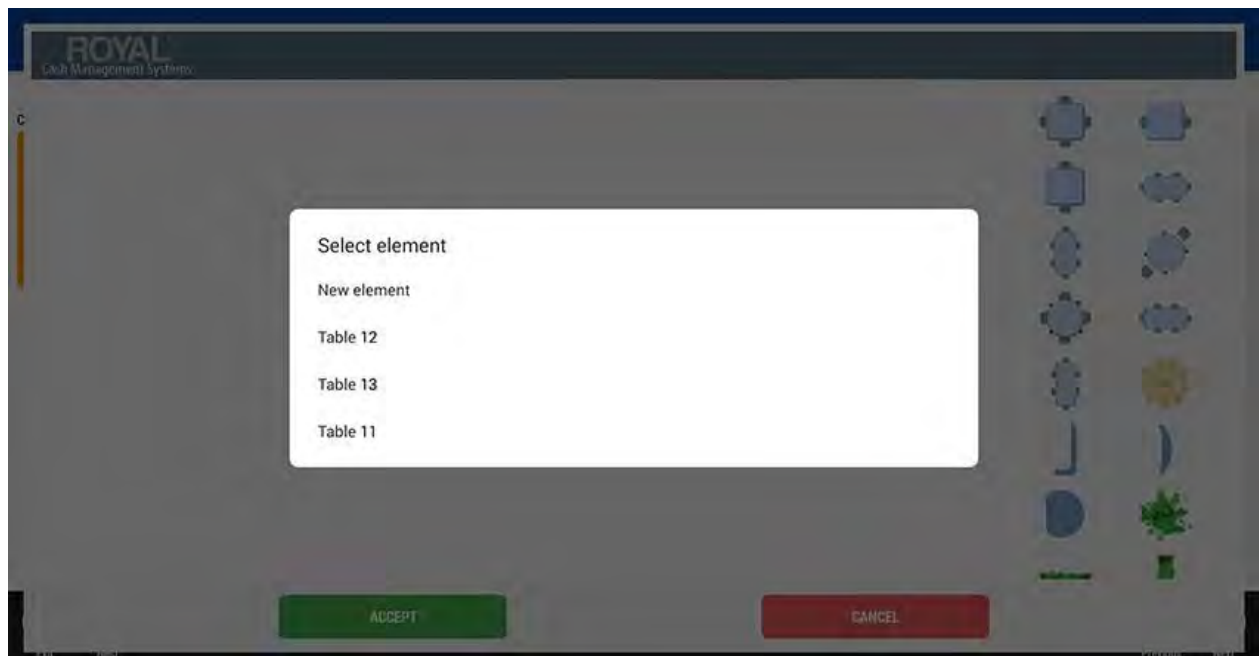 ROYAL
Cash Management Systems
C
Select element
New element
Table 12
Table 13
Table 11
ACCEPT
CANCEL